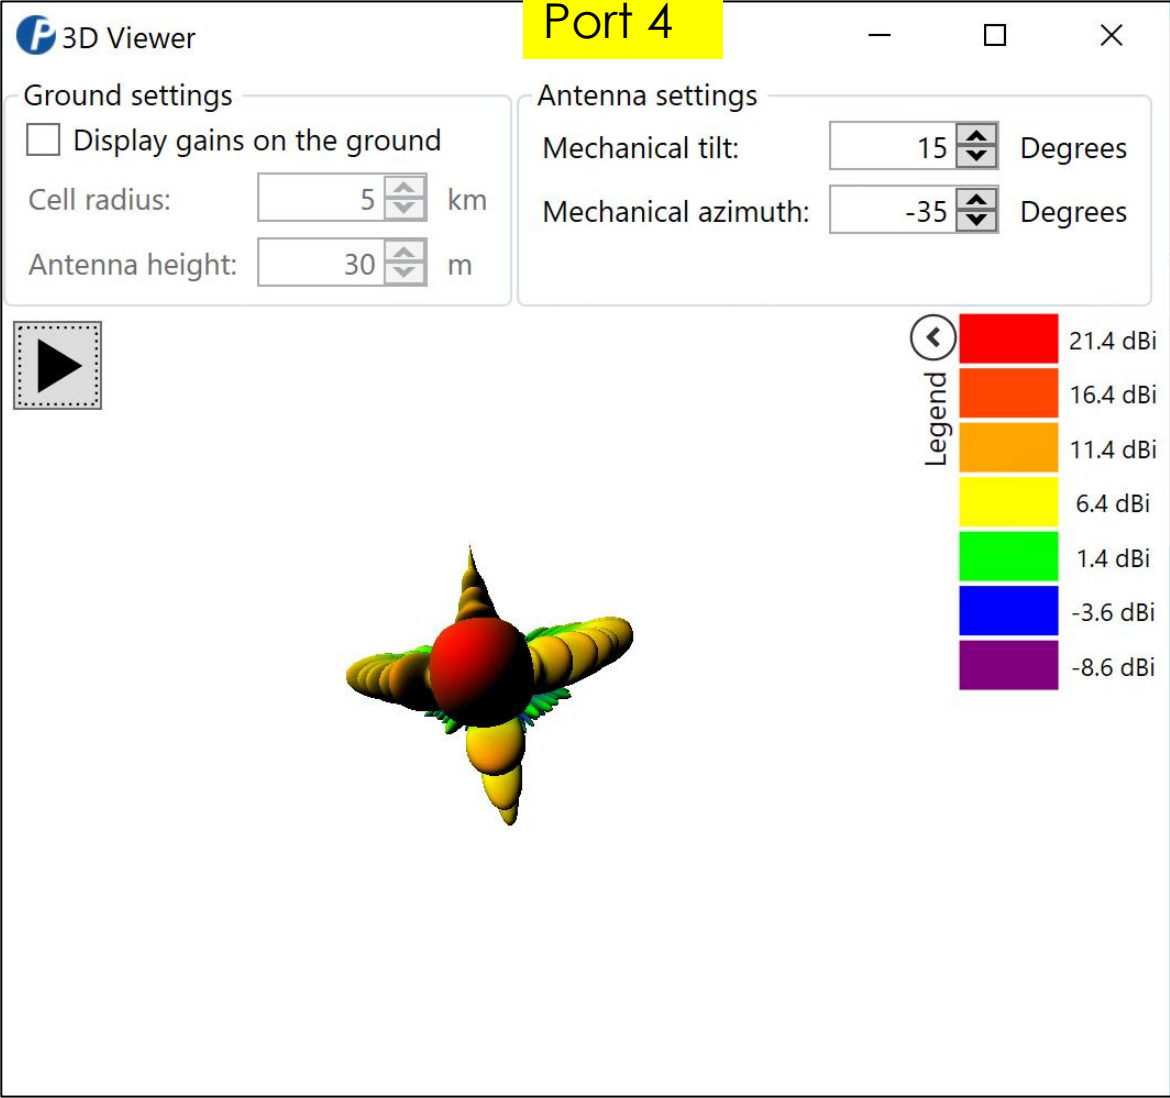 Port 4
3D Viewer
Ground settings
Display gains on the ground
Cell radius: 5 km
Antenna height: 30 m
Antenna settings
Mechanical tilt: 15 Degrees
Mechanical azimuth: -35 Degrees
Legend
21.4 dBi
16.4 dBi
11.4 dBi
6.4 dBi
1.4 dBi
-3.6 dBi
-8.6 dBi